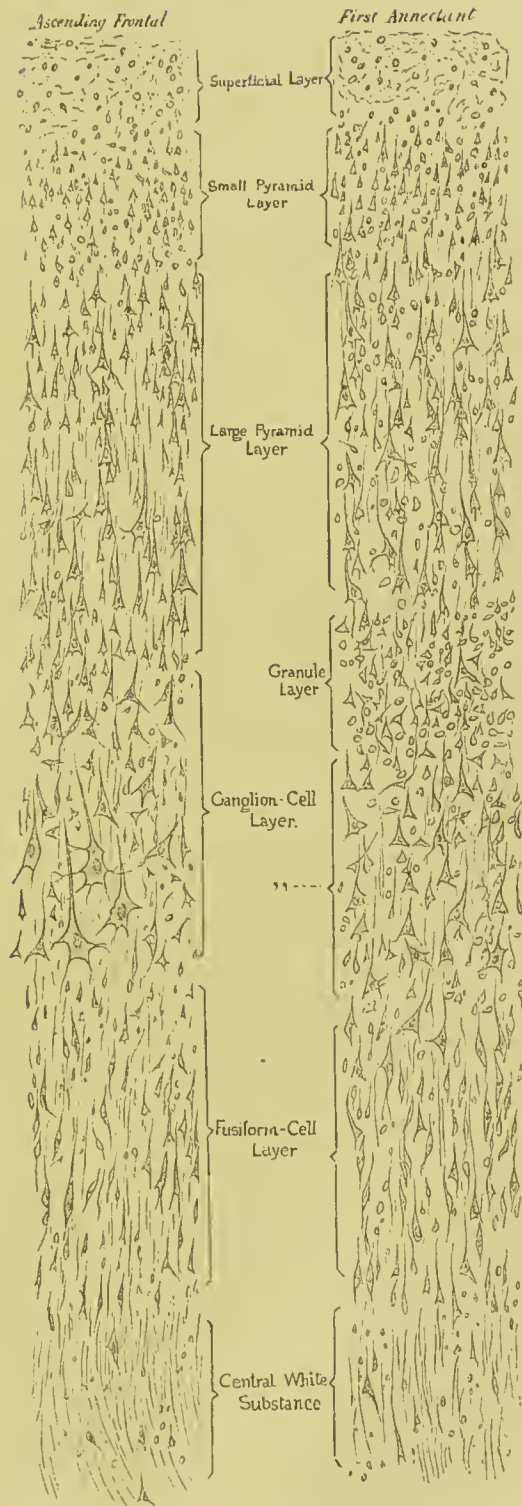 Ascending Frontal
First Annectant
Superficial Layer
Small Pyramid
Layer
Large Pyramid
Layer
Granule
Layer
Ganglion-Cell
Layer.
,, -----
Fusiform-Cell
Layer
Central White
Substance